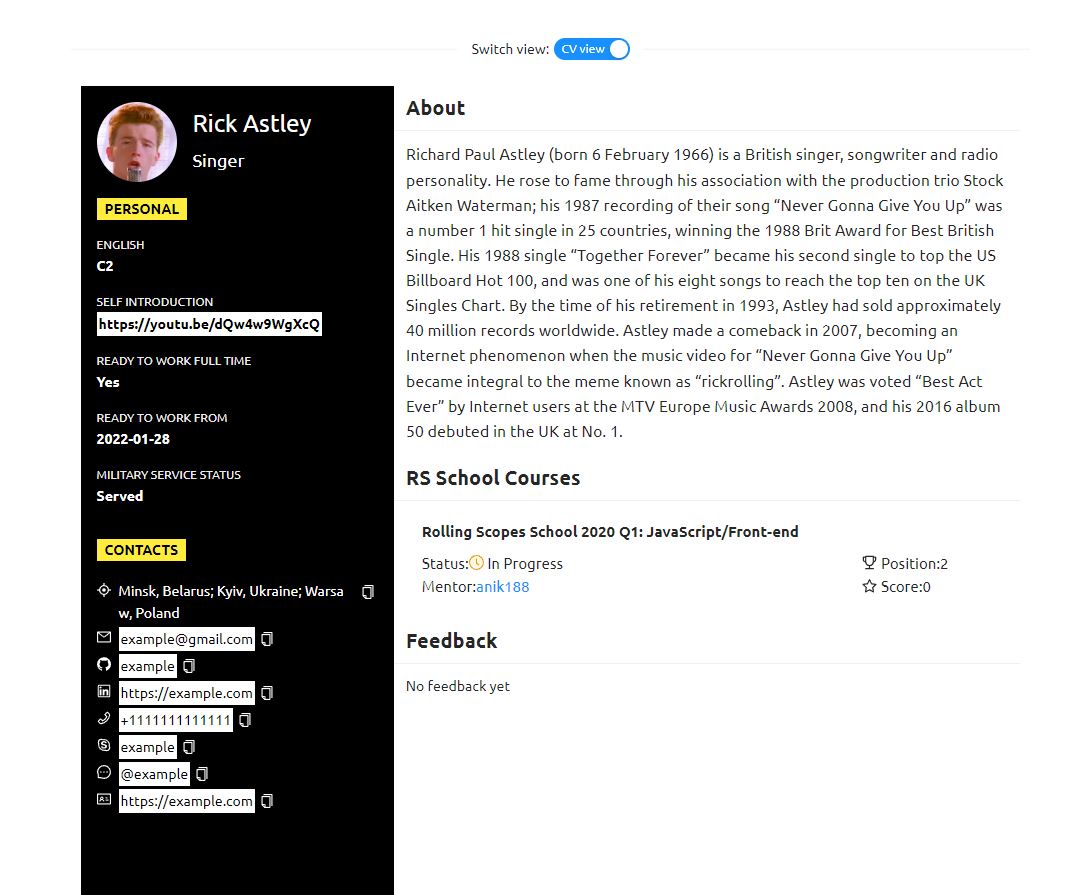 Switch view: CV view
Rick Astley
Singer
PERSONAL
ENGLISH
C2
SELF INTRODUCTION
https://youtu.be/dQw4w9WgXcQ
READY TO WORK FULL TIME
Yes
READY TO WORK FROM
2022-01-28
MILITARY SERVICE STATUS
Served
CONTACTS
Minsk, Belarus; Kyiv, Ukraine; Warsa
w, Poland
example@gmail.com
example
https://example.com
+1111111111111
example
@example
https://example.com
About
Richard Paul Astley (born 6 February 1966) is a British singer, songwriter and radio
personality. He rose to fame through his association with the production trio Stock
Aitken Waterman; his 1987 recording of their song “Never Gonna Give You Up” was
a number 1 hit single in 25 countries, winning the 1988 Brit Award for Best British
Single. His 1988 single “Together Forever” became his second single to top the US
Billboard Hot 100, and was one of his eight songs to reach the top ten on the UK
Singles Chart. By the time of his retirement in 1993, Astley had sold approximately
40 million records worldwide. Astley made a comeback in 2007, becoming an
Internet phenomenon when the music video for “Never Gonna Give You Up”
became integral to the meme known as “rickrolling”. Astley was voted “Best Act
Ever” by Internet users at the MTV Europe Music Awards 2008, and his 2016 album
50 debuted in the UK at No. 1.
RS School Courses
Rolling Scopes School 2020 Q1: JavaScript/Front-end
Status: In Progress
Mentor:anik188
Position:2
Score:0
Feedback
No feedback yet